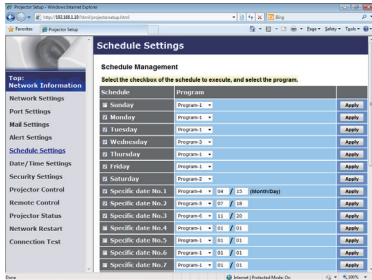 Projector Setup - Windows Internet Explorer
http://192.168.1.10/html/projectorsetup.html
Bing
Favorites Projector Setup
Page Safety Tools
Schedule Settings
Schedule Management
Select the checkbox of the schedule to execute, and select the program.
Top:
Network Information
Network Settings
Port Settings
Mail Settings
Alert Settings
Schedule Settings
Date/Time Settings
Security Settings
Projector Control
Remote Control
Projector Status
Network Restart
Connection Test
Schedule Program
Sunday Program-1 Apply
Monday Program-1 Apply
Tuesday Program-1 Apply
Wednesday Program-3 Apply
Thursday Program-1 Apply
Friday Program-1 Apply
Saturday Program-2 Apply
Specific date No.1 Program-4 04 / 15 (Month/Day) Apply
Specific date No.2 Program-3 07 / 18 Apply
Specific date No.3 Program-4 11 / 20 Apply
Specific date No.4 Program-1 01 / 01 Apply
Specific date No.5 Program-1 01 / 01 Apply
Specific date No.6 Program-1 01 / 01 Apply
Specific date No.7 Program-1 01 / 01 Apply
Done Internet | Protected Mode: On 100%